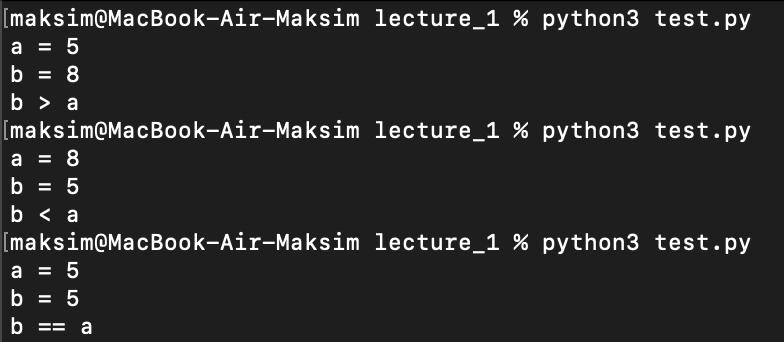 [maksim@MacBook-Air-Maksim lecture_1 % python3 test.py
a = 5
b = 8
b > a
[maksim@MacBook-Air-Maksim lecture_1 % python3 test.py
a = 8
b = 5
b < a
[maksim@MacBook-Air-Maksim lecture_1 % python3 test.py
a = 5
b = 5
b == a